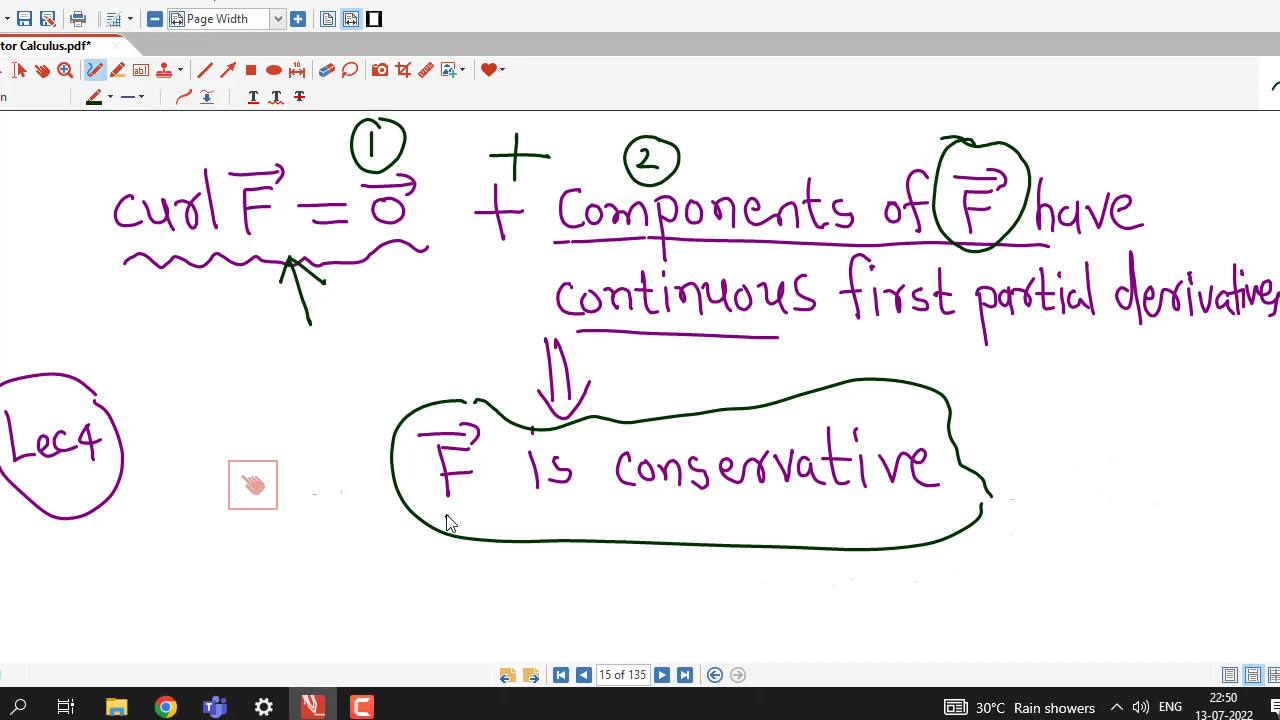 Page Width
tor Calculus.pdf*
1 + 2
curl F = 0 + Components of F have
continuous first partial derivatives
Lec4
F is conservative
15 of 135
22:50
30°C Rain showers ENG
13-07-2022